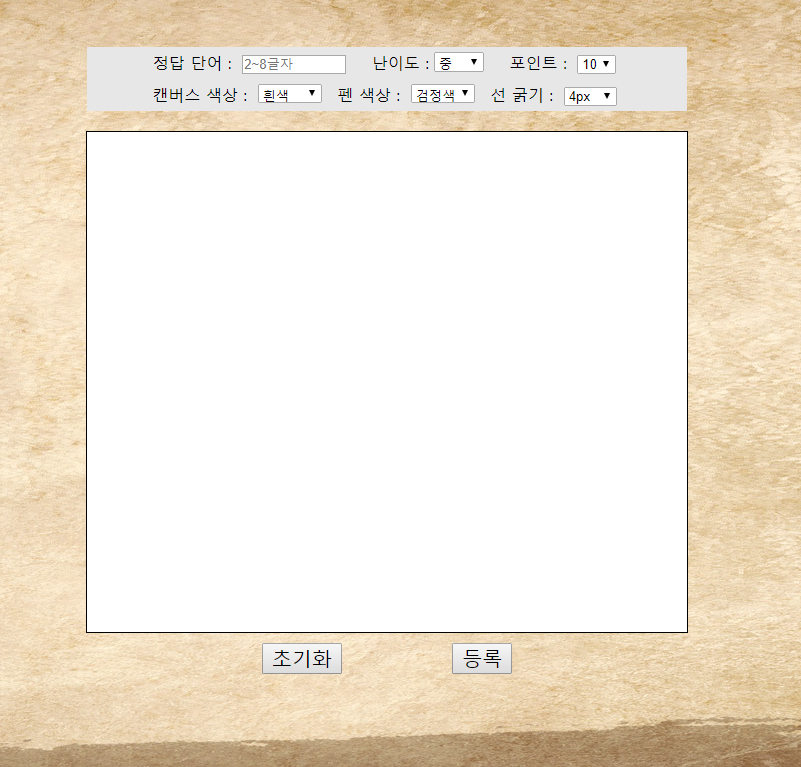 정답 단어 : 2~8글자 난이도 : 중 포인트 : 10
캔버스 색상 : 흰색 펜 색상 : 검정색 선 굵기 : 4px
초기화 등록